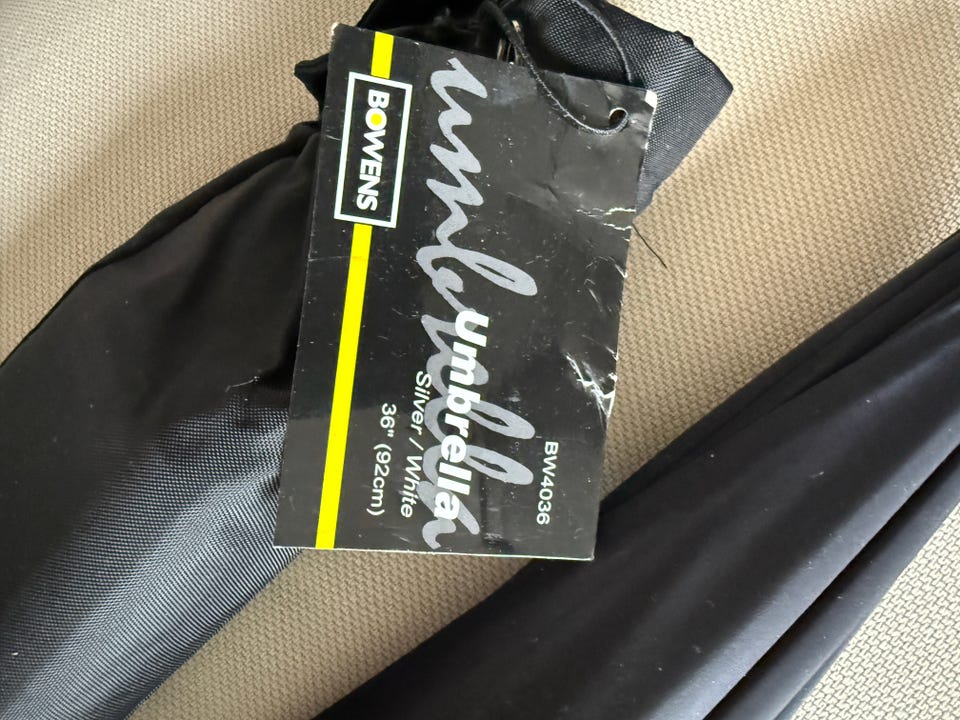 BW4036
umbrella
Umbrella
Silver / White
36" (92cm)
BOWENS